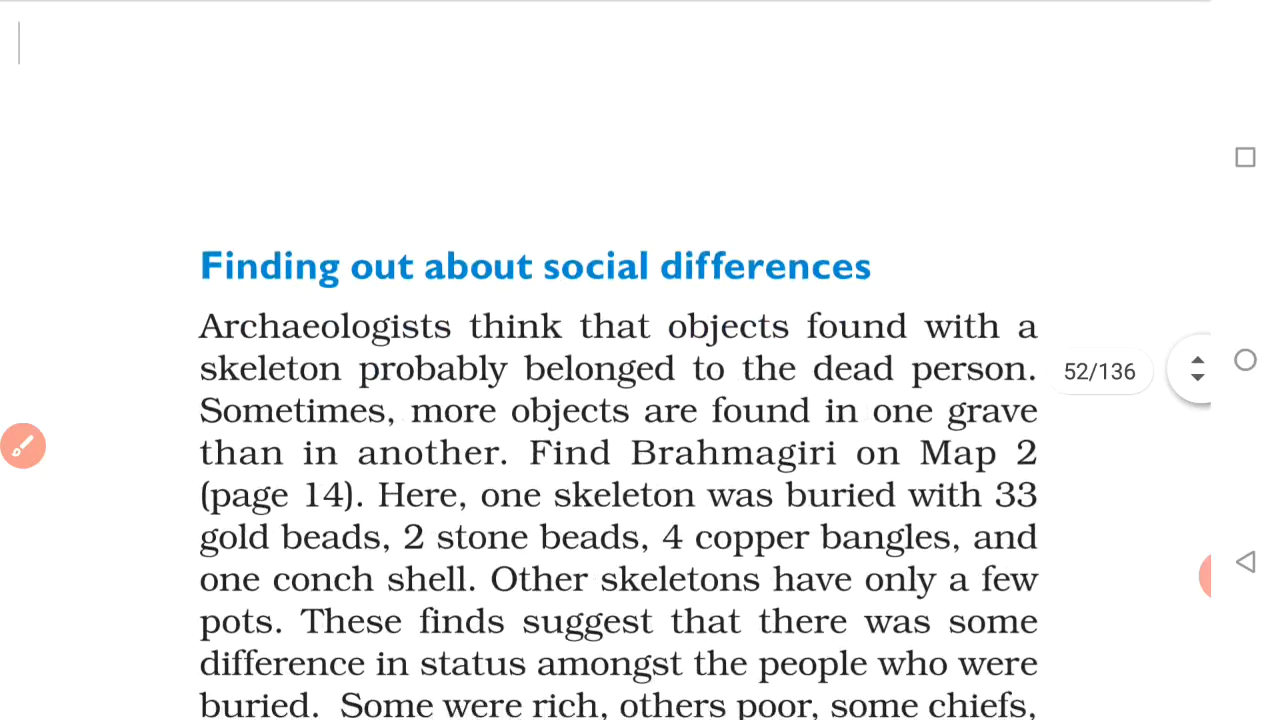 Finding out about social differences
Archaeologists think that objects found with a
skeleton probably belonged to the dead person.
52/136
Sometimes, more objects are found in one grave
than in another. Find Brahmagiri on Map 2
(page 14). Here, one skeleton was buried with 33
gold beads, 2 stone beads, 4 copper bangles, and
one conch shell. Other skeletons have only a few
pots. These finds suggest that there was some
difference in status amongst the people who were
buried. Some were rich, others poor, some chiefs,